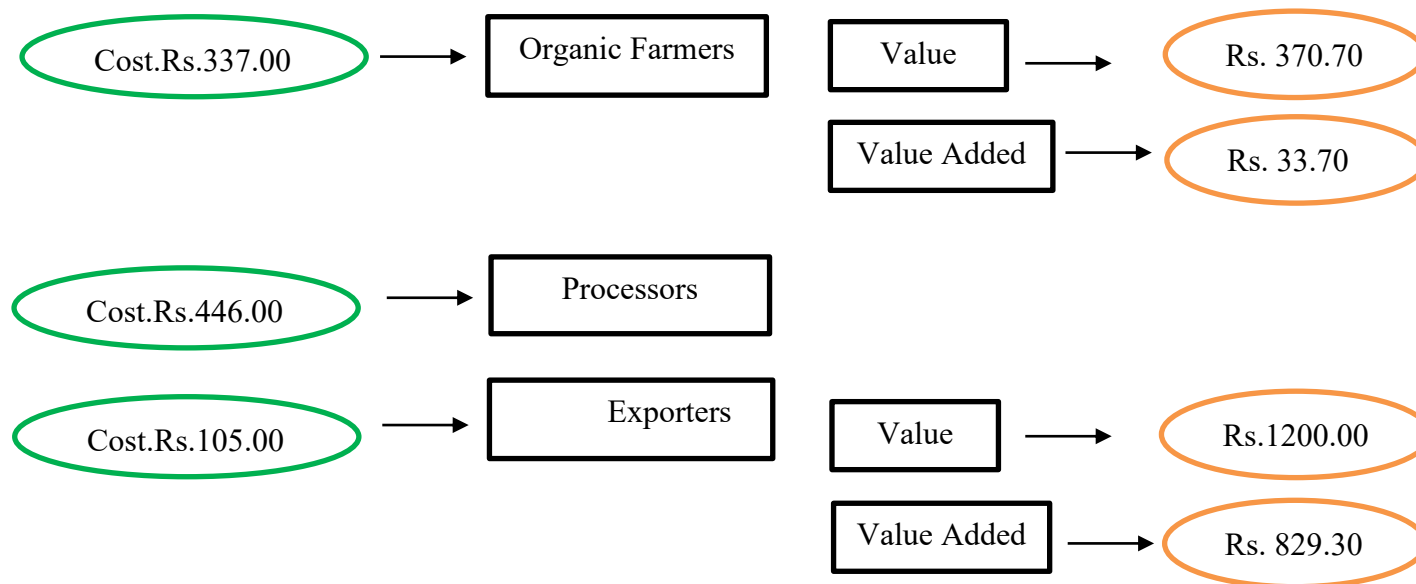 Cost.Rs.337.00
Organic Farmers
Value
Rs. 370.70
Value Added
Rs. 33.70
Cost.Rs.446.00
Processors
Cost.Rs.105.00
Exporters
Value
Rs.1200.00
Value Added
Rs. 829.30